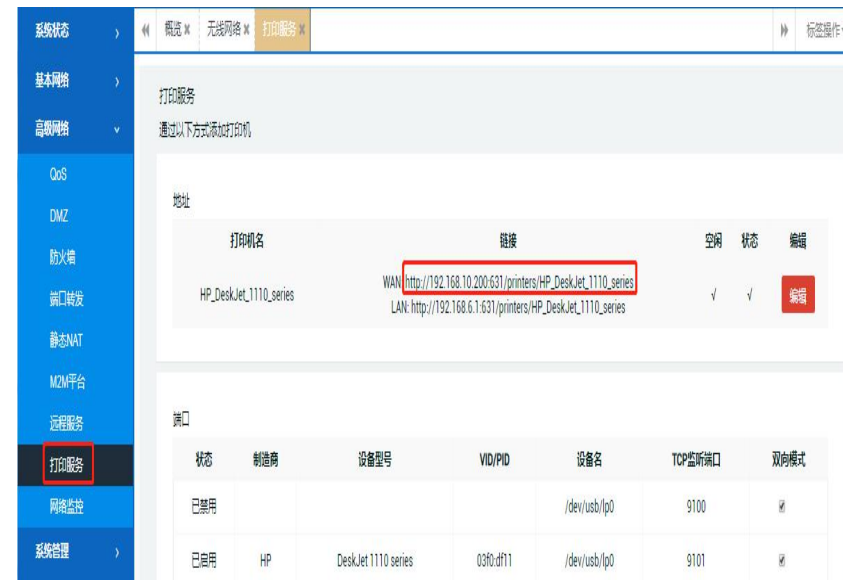 系统状态
基本网络
高级网络
QoS
DMZ
防火墙
端口转发
静态NAT
M2M平台
远程服务
打印服务
网络监控
系统管理
概览 无线网络 打印服务 标签操作
打印服务
通过以下方式添加打印机
地址
打印机名 链接 空闲 状态 编辑
HP_DeskJet_1110_series WAN: http://192.168.10.200:631/printers/HP_DeskJet_1110_series √ √ 编辑
LAN: http://192.168.6.1:631/printers/HP_DeskJet_1110_series
端口
状态 制造商 设备型号 VID/PID 设备名 TCP监听端口 双向模式
已禁用 /dev/usb/lp0 9100
已启用 HP DeskJet 1110 series 03f0:df11 /dev/usb/lp0 9101